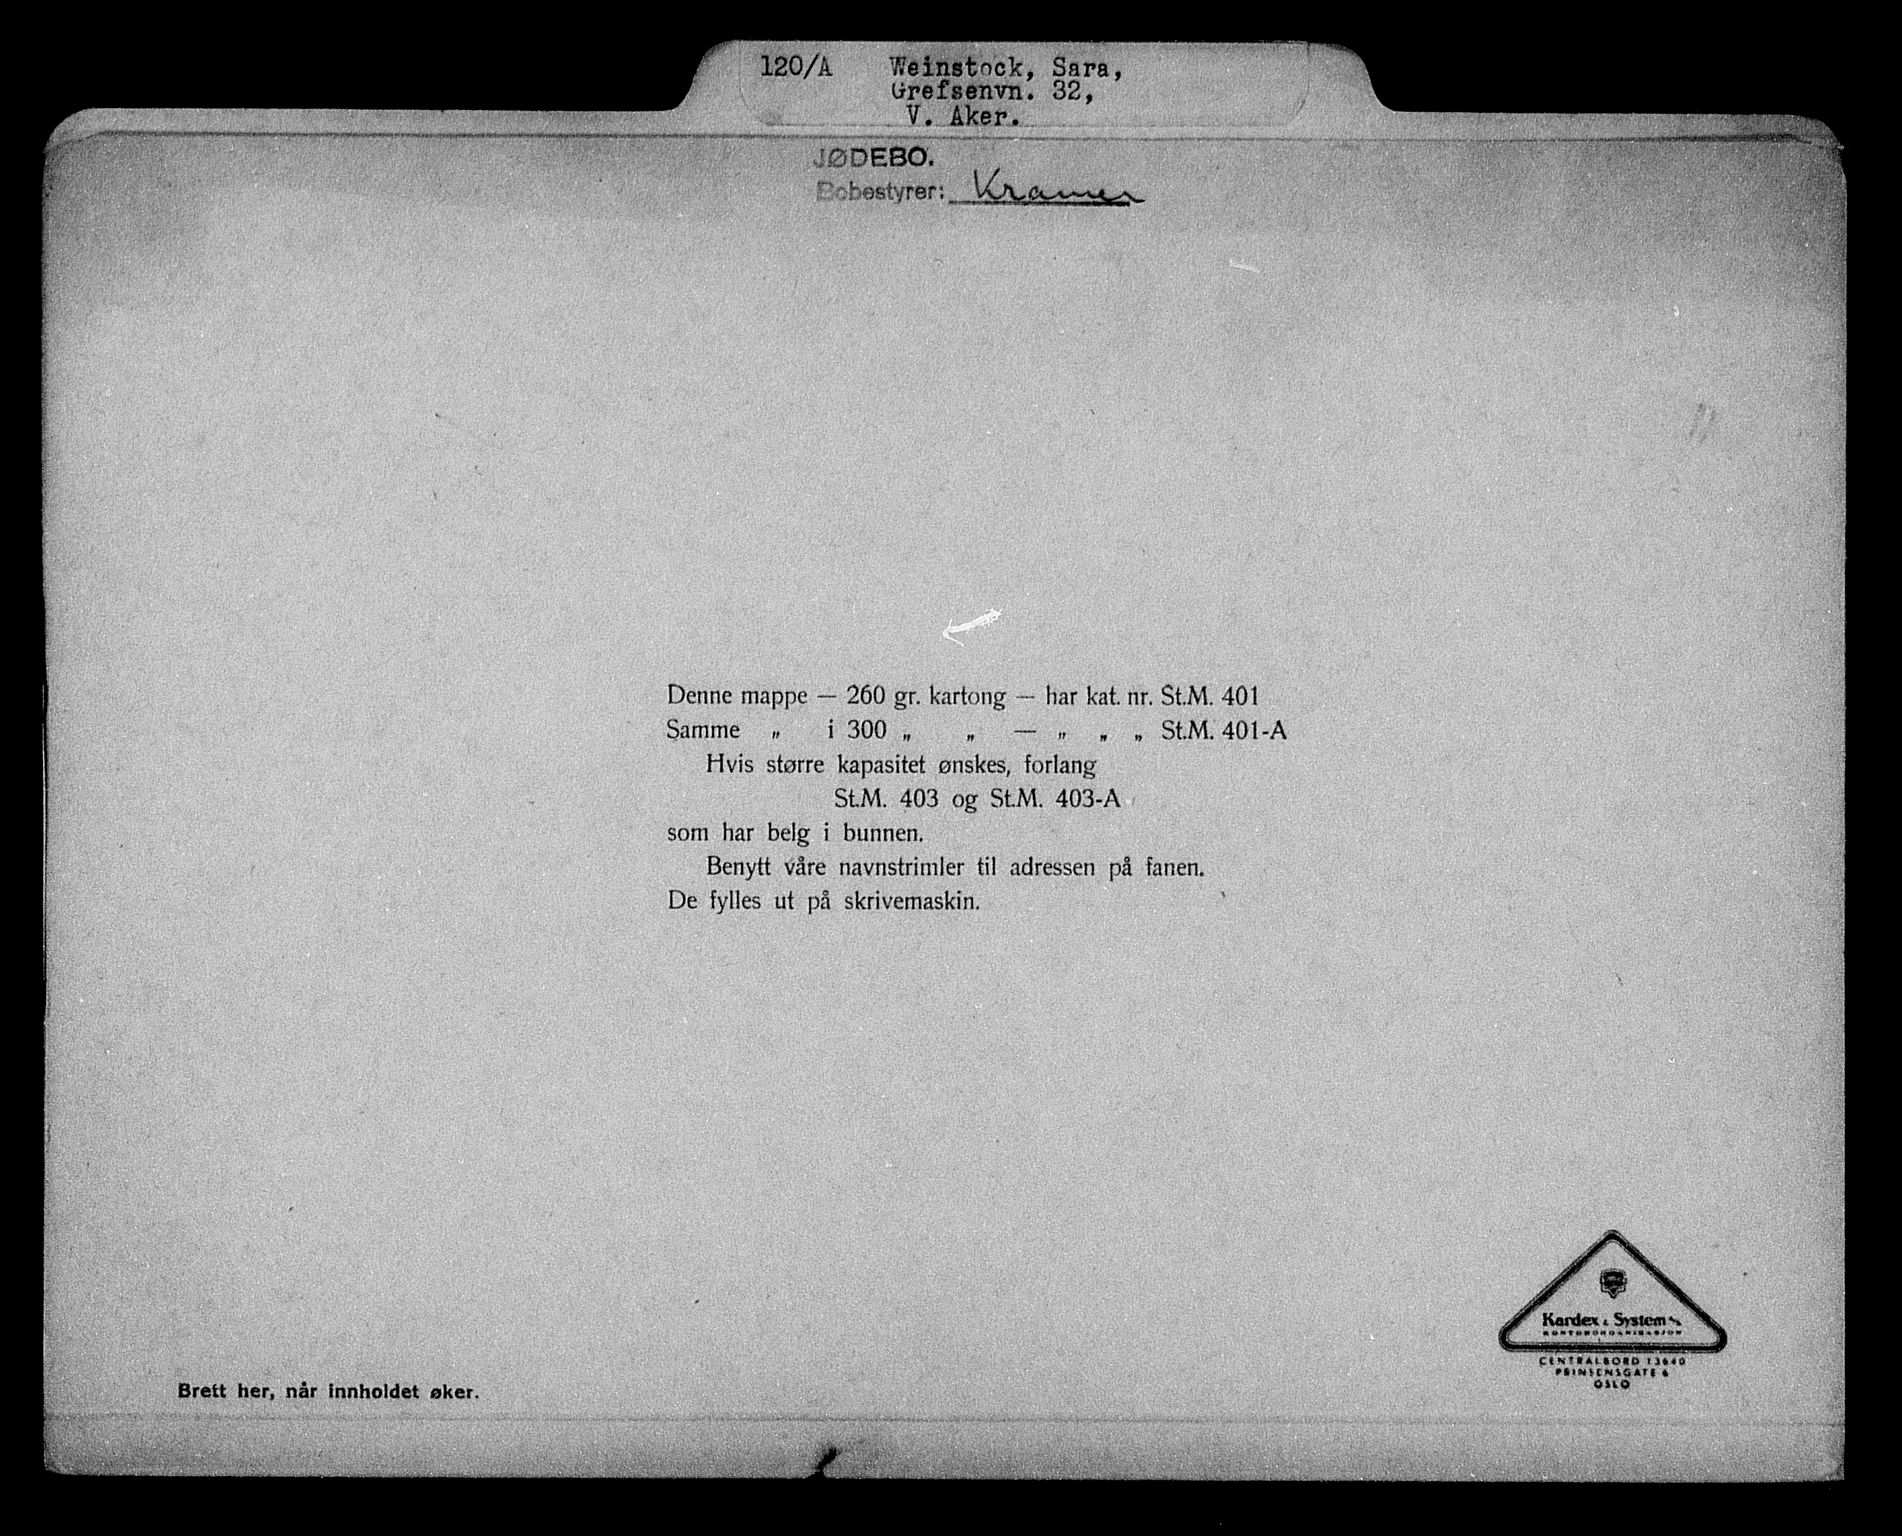 120/A Weinstock, Sara,
Grefsenvn. 32,
V. Aker.
JØDEBO.
Bobestyrer: Kramer
Denne mappe — 260 gr. kartong — har kat. nr. St.M. 401
Samme „ i 300 „ „ — „ „ „ St.M. 401-A
Hvis større kapasitet ønskes, forlang
St.M. 403 og St.M. 403-A
som har belg i bunnen.
Benytt våre navnstrimler til adressen på fanen.
De fylles ut på skrivemaskin.
Kardex & System A/S
KONTORORGANISASJON
CENTRALBORD 13640
PRINSENSGATE 6
OSLO
Brett her, når innholdet øker.